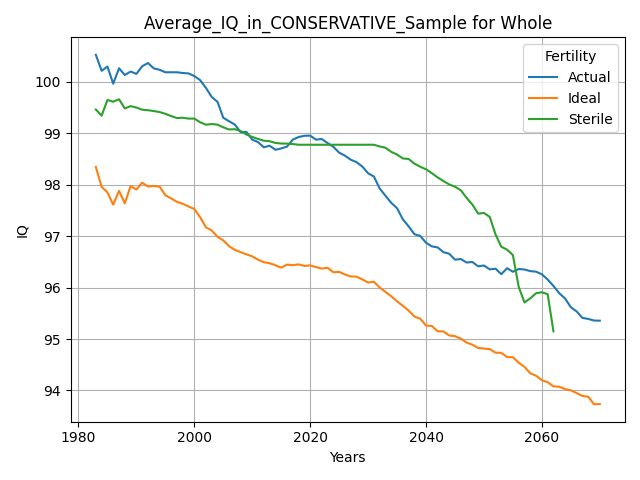 Average_IQ_in_CONSERVATIVE_Sample for Whole
Fertility
Actual
Ideal
Sterile
IQ
100
99
98
97
96
95
94
1980
2000
2020
2040
2060
Years